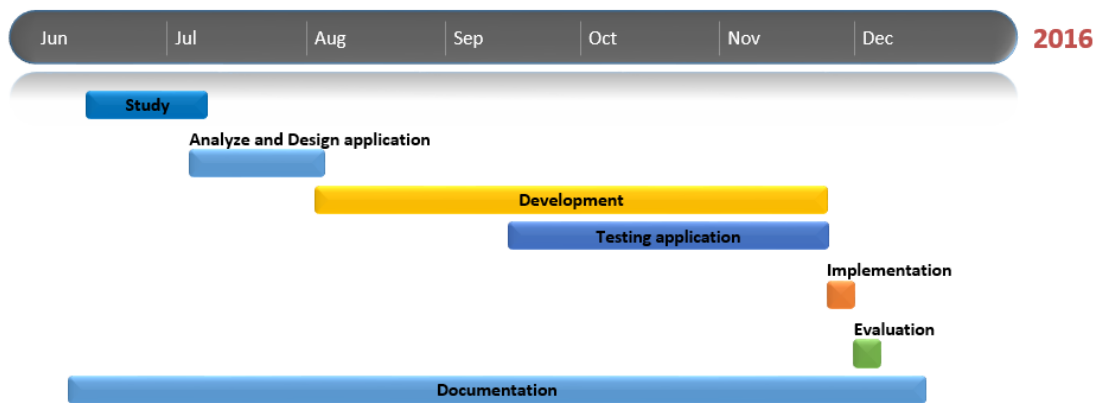 Jun Jul Aug Sep Oct Nov Dec 2016
Study
Analyze and Design application
Development
Testing application
Implementation
Evaluation
Documentation